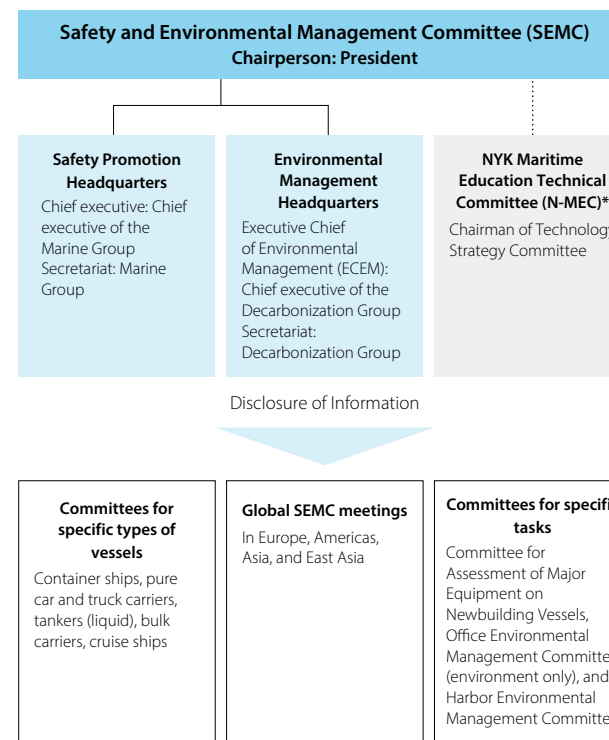 Safety and Environmental Management Committee (SEMC)
Chairperson: President
Safety Promotion
Headquarters
Chief executive: Chief
executive of the
Marine Group
Secretariat: Marine
Group
Environmental
Management
Headquarters
Executive Chief
of Environmental
Management (ECEM):
Chief executive of the
Decarbonization Group
Secretariat:
Decarbonization Group
NYK Maritime
Education Technical
Committee (N-MEC)*
Chairman of Technology
Strategy Committee
Disclosure of Information
Committees for
specific types of
vessels
Container ships, pure
car and truck carriers,
tankers (liquid), bulk
carriers, cruise ships
Global SEMC meetings
In Europe, Americas,
Asia, and East Asia
Committees for specifi
tasks
Committee for
Assessment of Major
Equipment on
Newbuilding Vessels,
Office Environmental
Management Committe
(environment only), and
Harbor Environmental
Management Committe